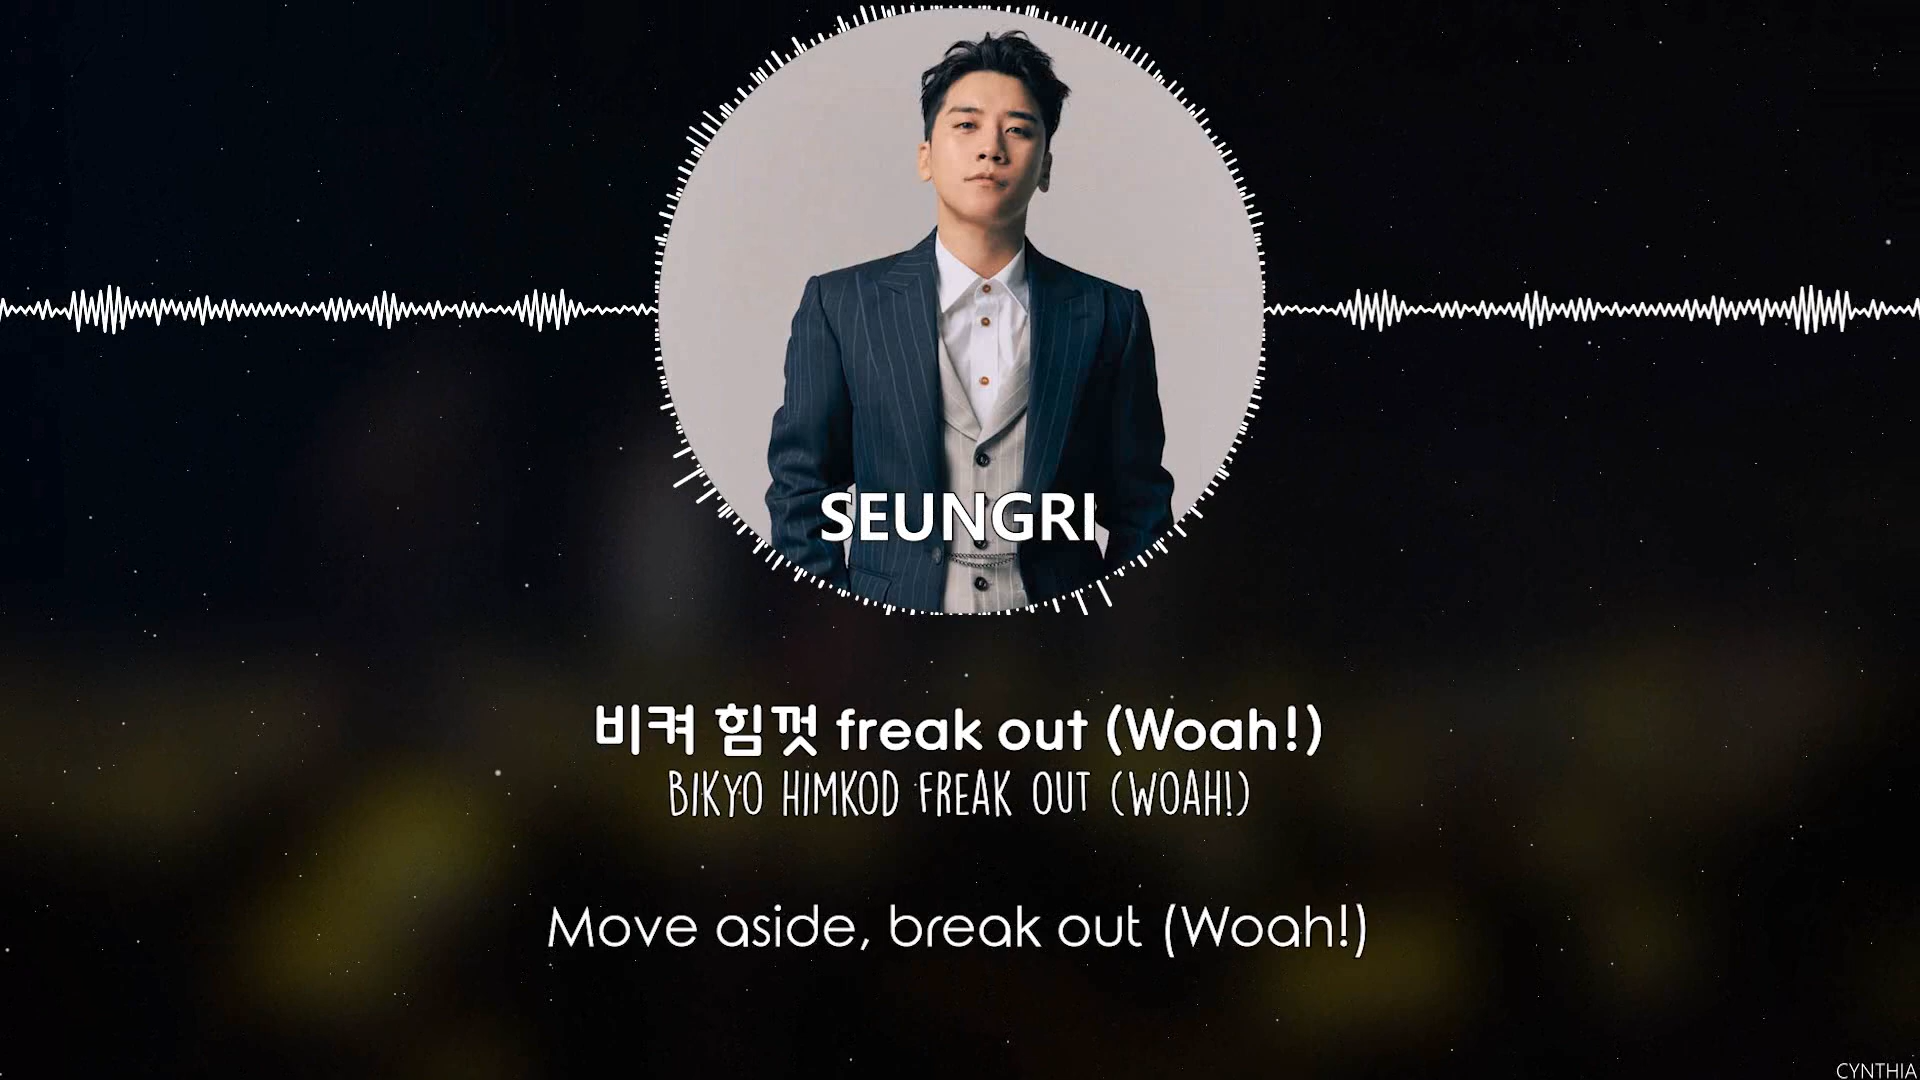 SEUNGRI
비켜 힘껏 freak out (Woah!)
BIKYO HIMKOD FREAK OUT (WOAH!)
Move aside, break out (Woah!)
CYNTHIA